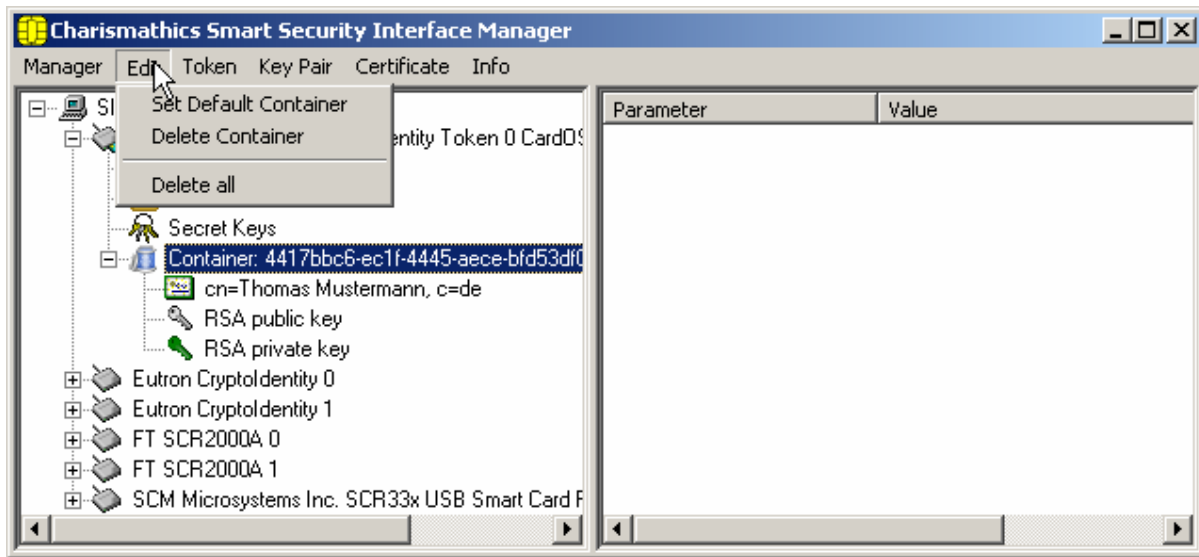 Charismathics Smart Security Interface Manager
Manager Edit Token Key Pair Certificate Info
Set Default Container
Delete Container
Delete all
Parameter Value
entity Token 0 CardOS
Secret Keys
Container: 4417bbc6-ec1f-4445-aece-bfd53df0
cn=Thomas Mustermann, c=de
RSA public key
RSA private key
Eutron CryptoIdentity 0
Eutron CryptoIdentity 1
FT SCR2000A 0
FT SCR2000A 1
SCM Microsystems Inc. SCR33x USB Smart Card R